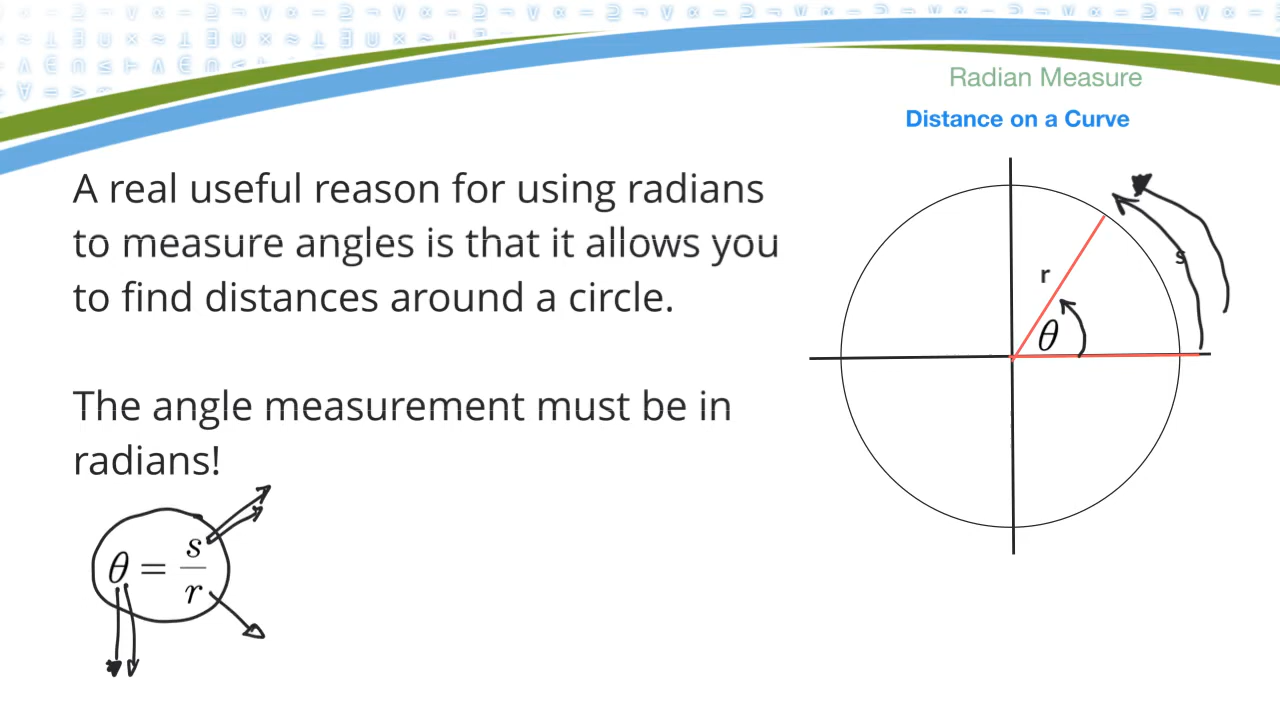 Radian Measure
Distance on a Curve
A real useful reason for using radians
to measure angles is that it allows you
to find distances around a circle.
The angle measurement must be in
radians!
θ = s/r
r
s
θ